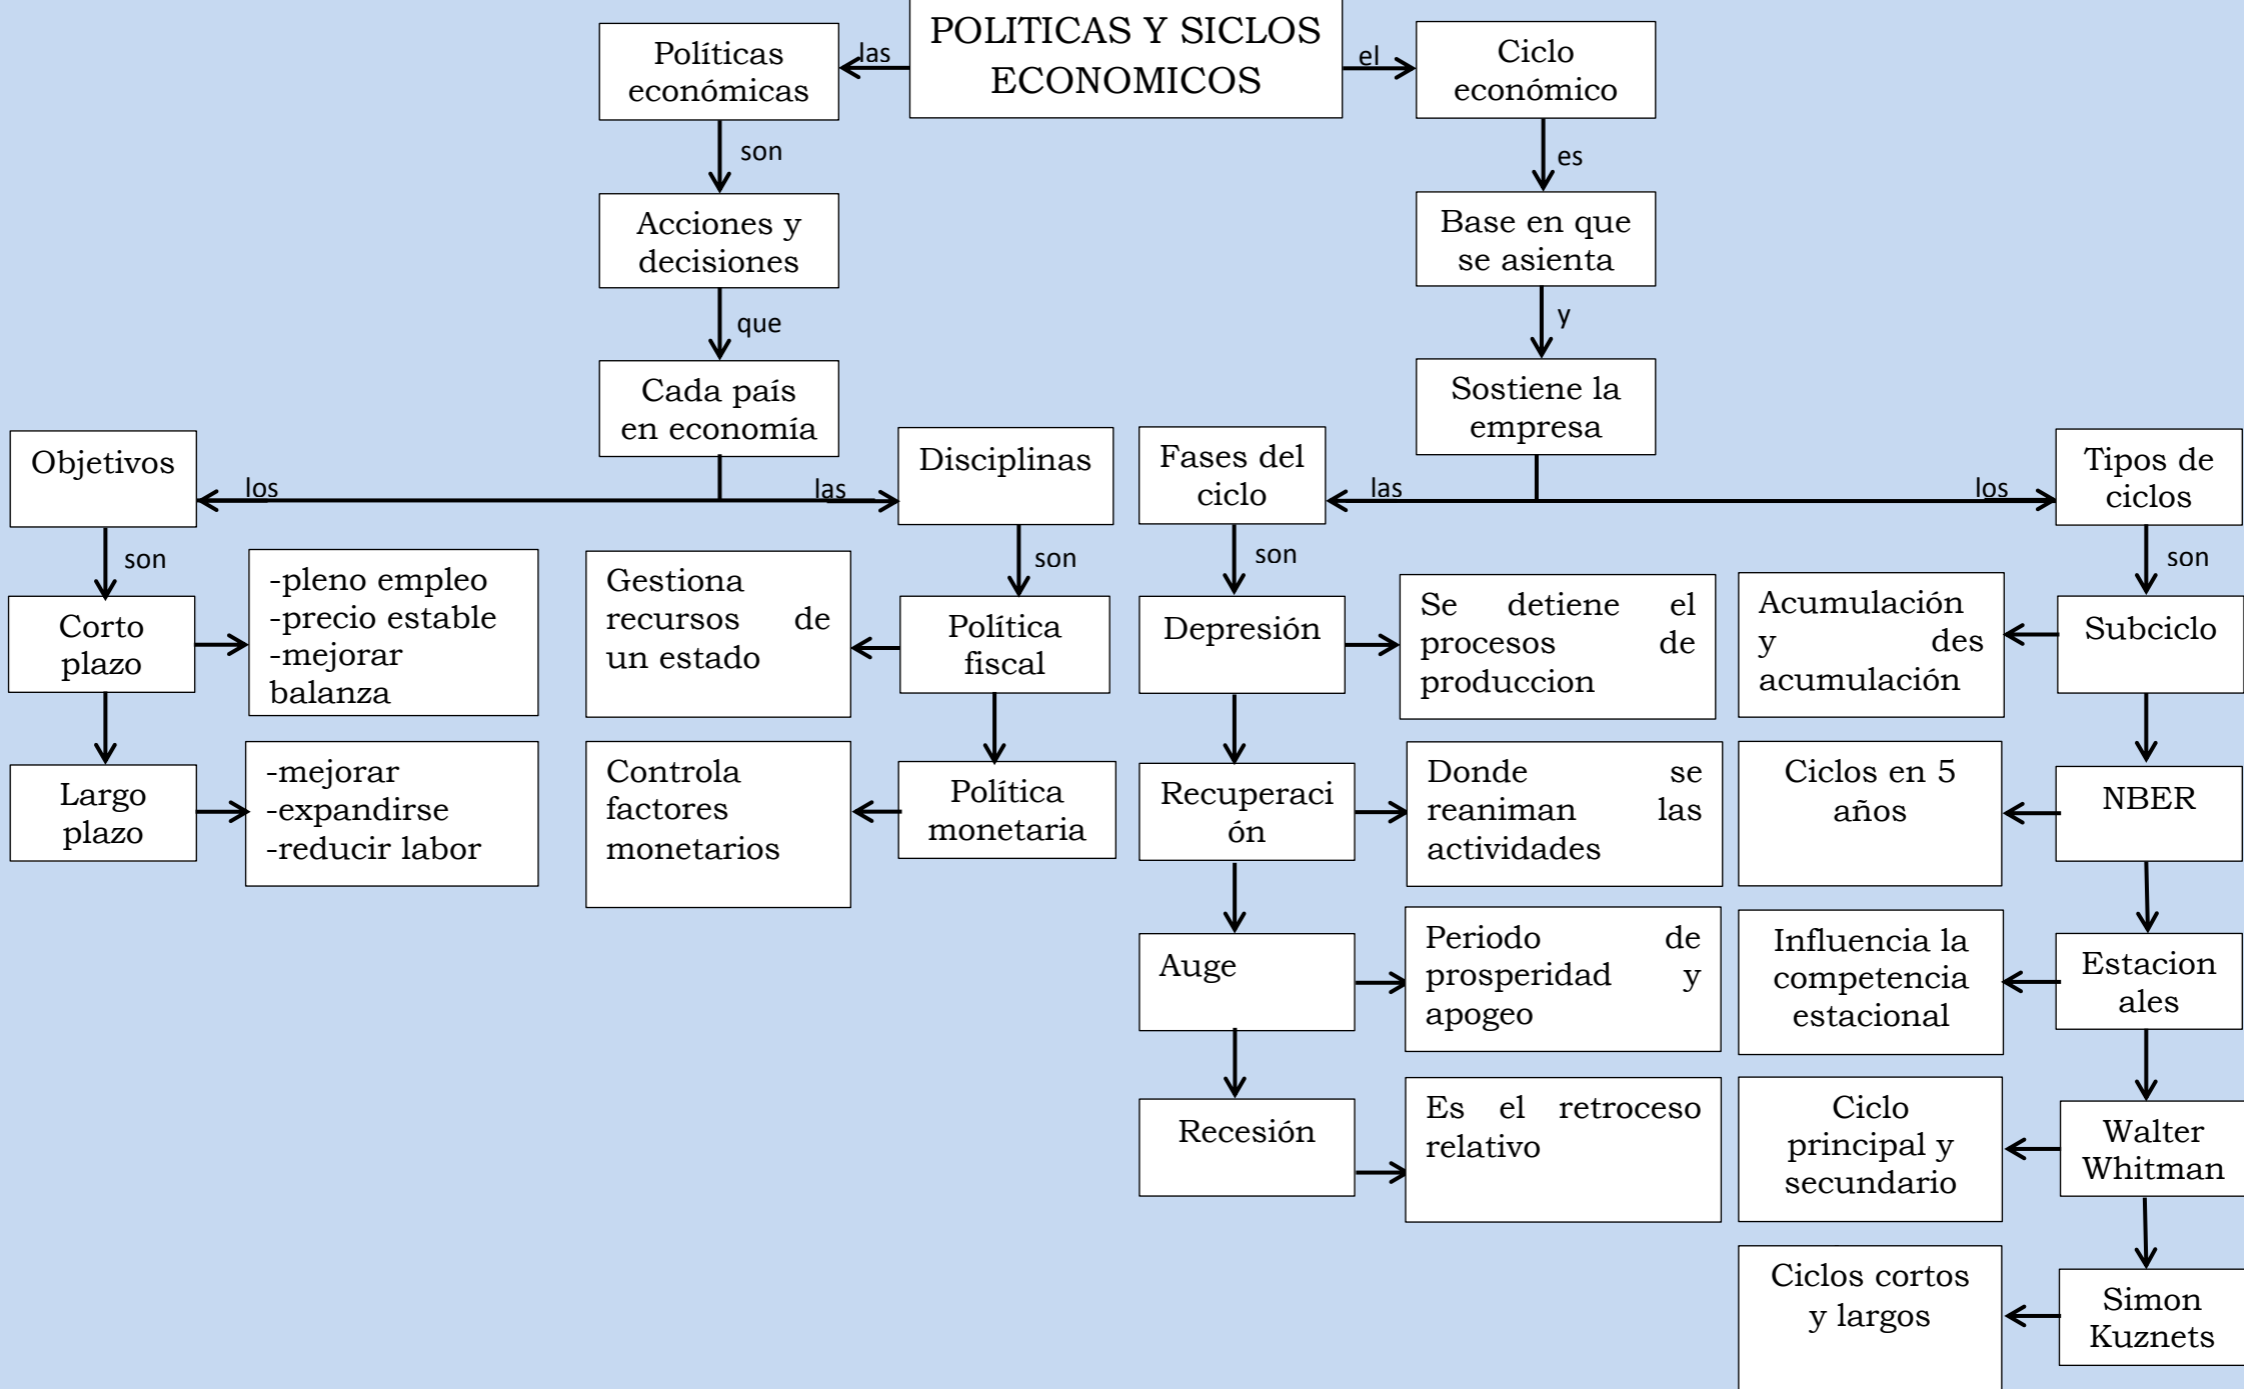 POLITICAS Y SICLOS
ECONOMICOS
las
el
Políticas
económicas
son
Acciones y
decisiones
que
Cada país
en economía
los
las
Objetivos
son
Corto
plazo
-pleno empleo
-precio estable
-mejorar
balanza
Largo
plazo
-mejorar
-expandirse
-reducir labor
Disciplinas
son
Política
fiscal
Gestiona
recursos de
un estado
Política
monetaria
Controla
factores
monetarios
Ciclo
económico
es
Base en que
se asienta
y
Sostiene la
empresa
las
los
Fases del
ciclo
son
Depresión
Se detiene el
procesos de
produccion
Recuperaci
ón
Donde se
reaniman las
actividades
Auge
Periodo de
prosperidad y
apogeo
Recesión
Es el retroceso
relativo
Tipos de
ciclos
son
Subciclo
Acumulación
y des
acumulación
NBER
Ciclos en 5
años
Estacion
ales
Influencia la
competencia
estacional
Walter
Whitman
Ciclo
principal y
secundario
Simon
Kuznets
Ciclos cortos
y largos